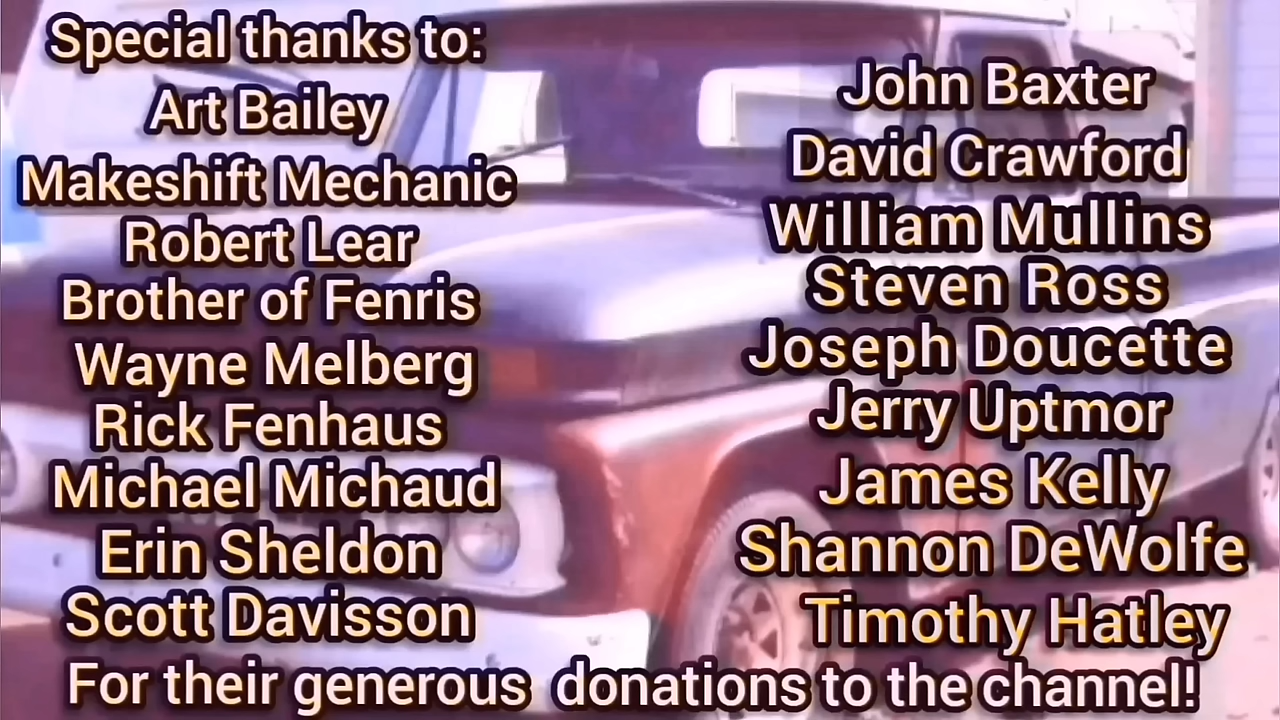 Special thanks to:
Art Bailey
Makeshift Mechanic
Robert Lear
Brother of Fenris
Wayne Melberg
Rick Fenhaus
Michael Michaud
Erin Sheldon
Scott Davisson
John Baxter
David Crawford
William Mullins
Steven Ross
Joseph Doucette
Jerry Uptmor
James Kelly
Shannon DeWolfe
Timothy Hatley
For their generous donations to the channel!